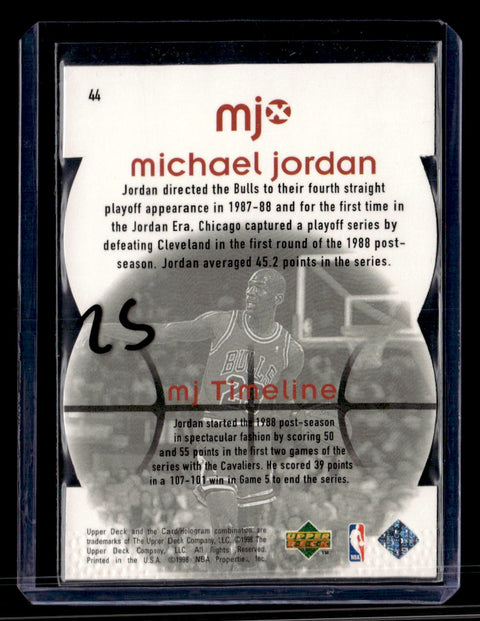 44
mjx
michael jordan
Jordan directed the Bulls to their fourth straight
playoff appearance in 1987-88 and for the first time in
the Jordan Era, Chicago captured a playoff series by
defeating Cleveland in the first round of the 1988 post-
season. Jordan averaged 45.2 points in the series.
25
BULLS
mj Timeline
Jordan started the 1988 post-season
in spectacular fashion by scoring 50
and 55 points in the first two games of the
series with the Cavaliers. He scored 39 points
in a 107-101 win in Game 5 to end the series.
Upper Deck and the Card/Hologram combination are
trademarks of The Upper Deck Company, LLC. ©1998 The
Upper Deck Company, LLC. All Rights Reserved.
Printed in the U.S.A. ©1998 NBA Properties, Inc.
UPPER
DECK
TM
NBA